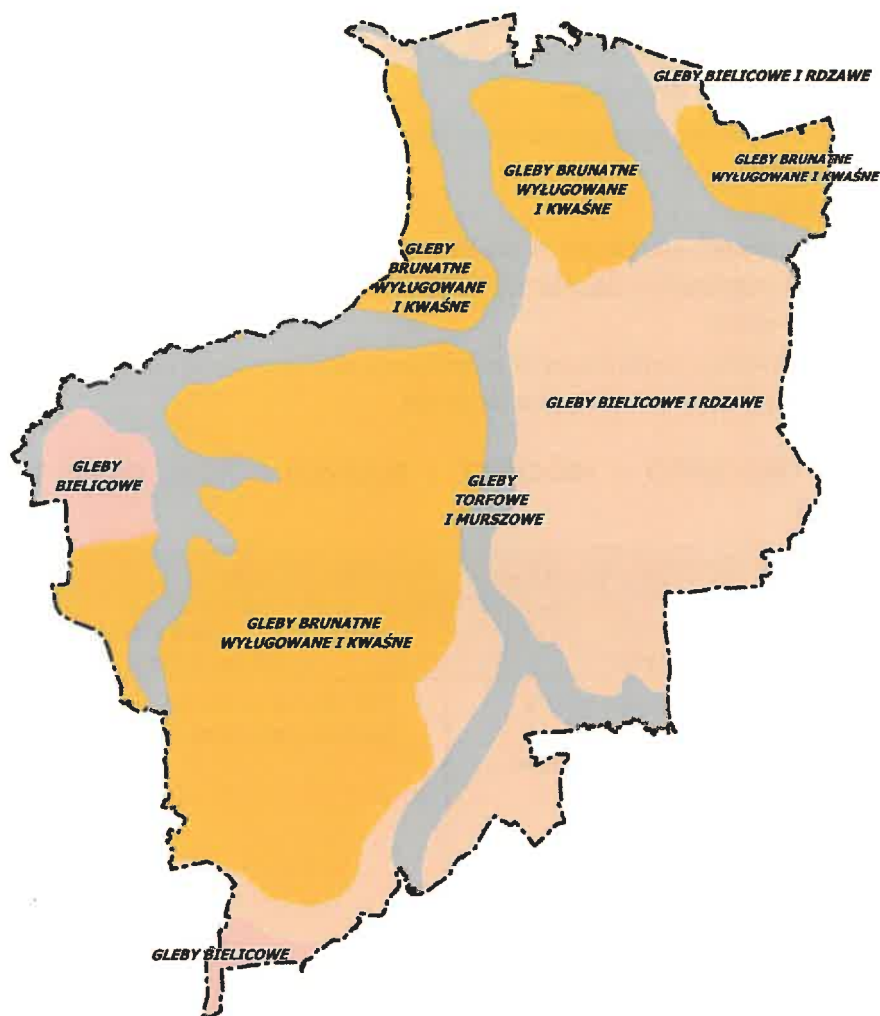 GLEBY BIELICOWE I RDZAWE
GLEBY BRUNATNE
WYŁUGOWANE I KWAŚNE
GLEBY BRUNATNE
WYŁUGOWANE
I KWAŚNE
GLEBY
BRUNATNE
WYŁUGOWANE
I KWAŚNE
GLEBY BIELICOWE I RDZAWE
GLEBY
BIELICOWE
GLEBY
TORFOWE
I MURSZOWE
GLEBY BRUNATNE
WYŁUGOWANE I KWAŚNE
GLEBY BIELICOWE